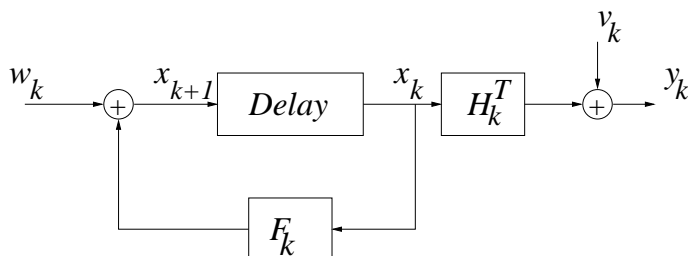 v_k
w_k
+
x_{k+1}
Delay
x_k
H_k^T
+
y_k
F_k